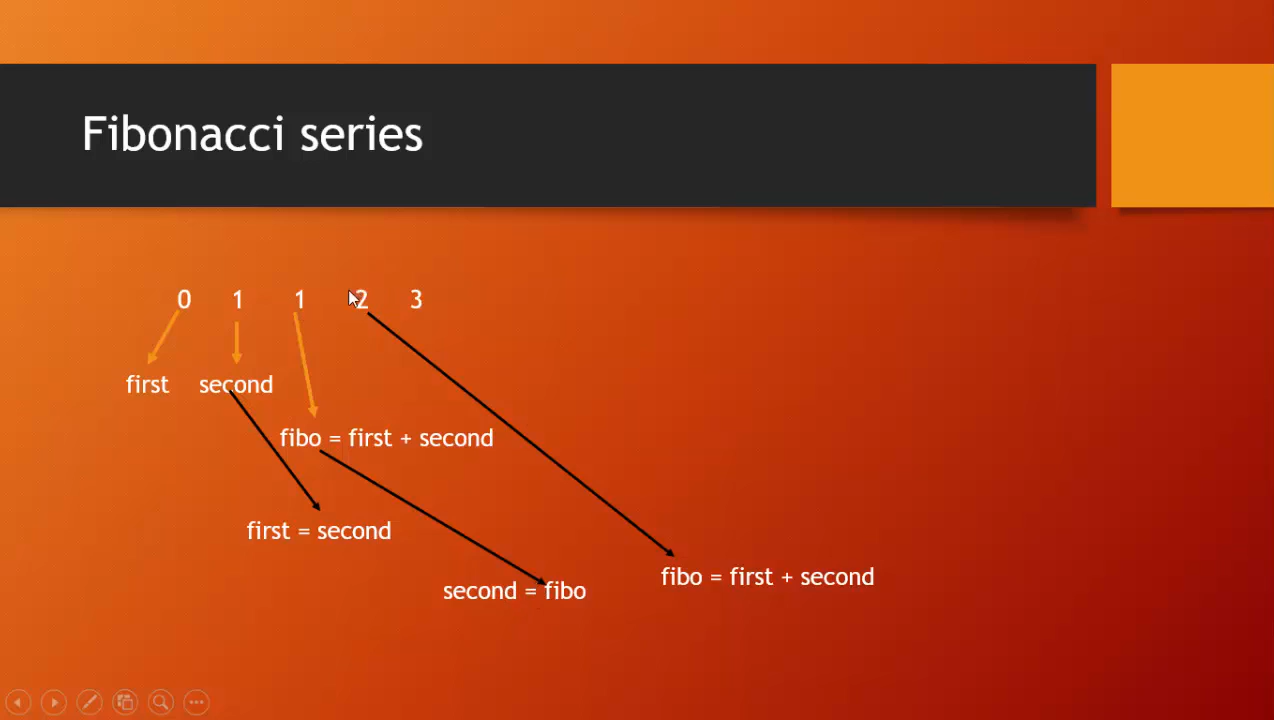 Fibonacci series
0 1 1 2 3
first second
fibo = first + second
first = second
second = fibo
fibo = first + second